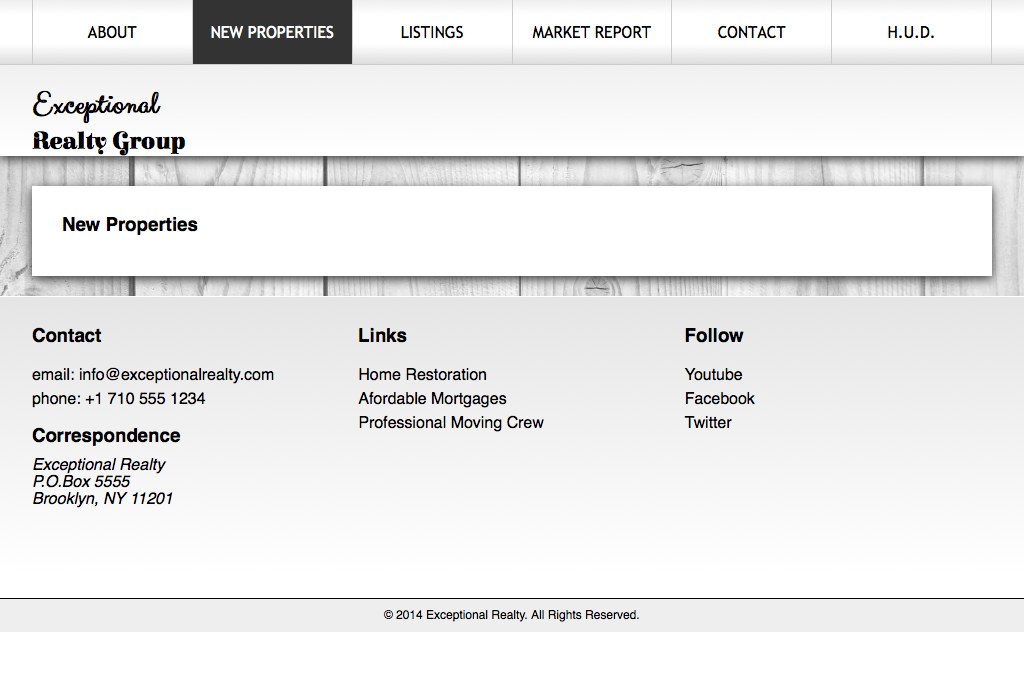 ABOUT NEW PROPERTIES LISTINGS MARKET REPORT CONTACT H.U.D.
Exceptional
Realty Group
New Properties
Contact
email: info@exceptionalrealty.com
phone: +1 710 555 1234
Correspondence
Exceptional Realty
P.O.Box 5555
Brooklyn, NY 11201
Links
Home Restoration
Afordable Mortgages
Professional Moving Crew
Follow
Youtube
Facebook
Twitter
© 2014 Exceptional Realty. All Rights Reserved.